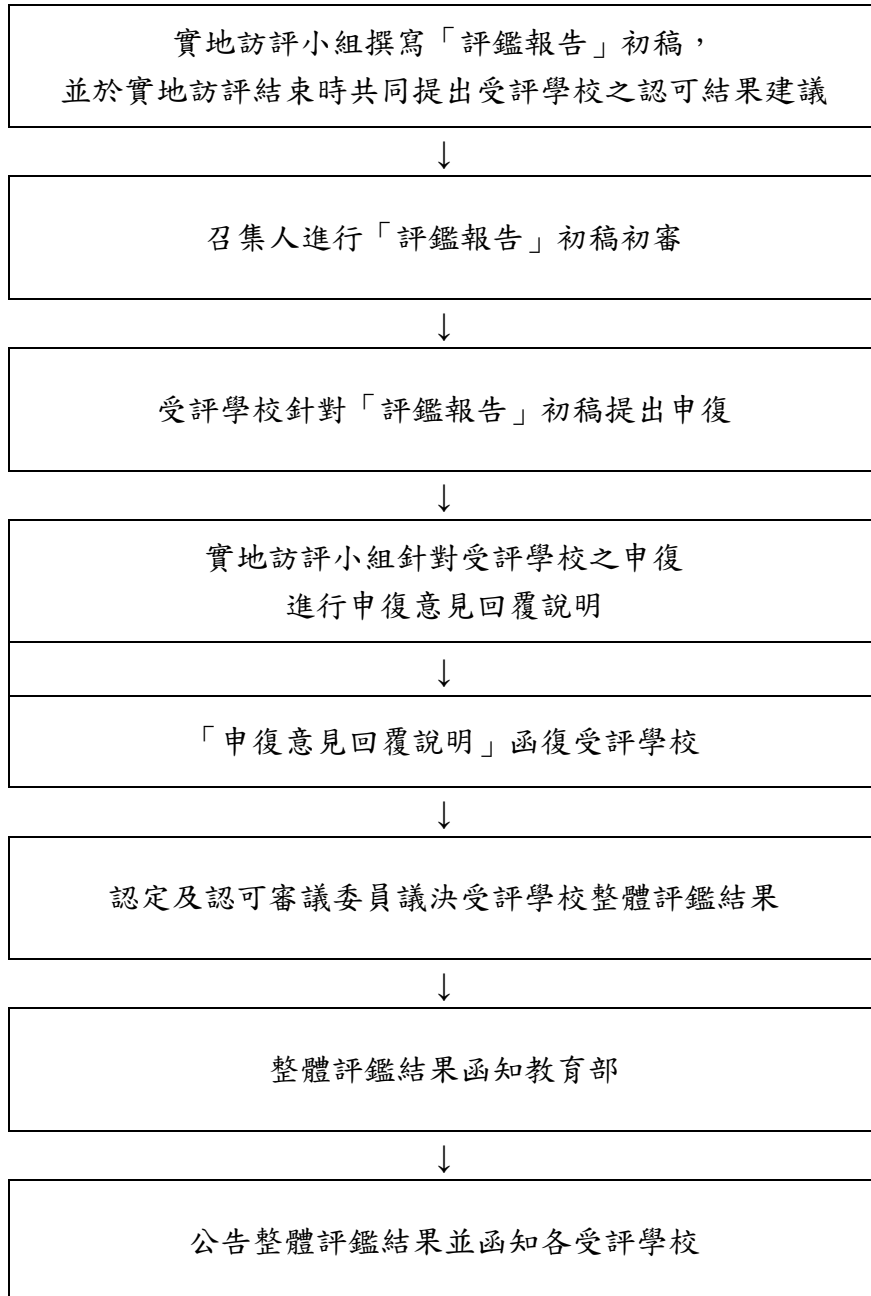 實地訪評小組撰寫「評鑑報告」初稿，
並於實地訪評結束時共同提出受評學校之認可結果建議
↓
召集人進行「評鑑報告」初稿初審
↓
受評學校針對「評鑑報告」初稿提出申復
↓
實地訪評小組針對受評學校之申復
進行申復意見回覆說明
↓
「申復意見回覆說明」函復受評學校
↓
認定及認可審議委員議決受評學校整體評鑑結果
↓
整體評鑑結果函知教育部
↓
公告整體評鑑結果並函知各受評學校